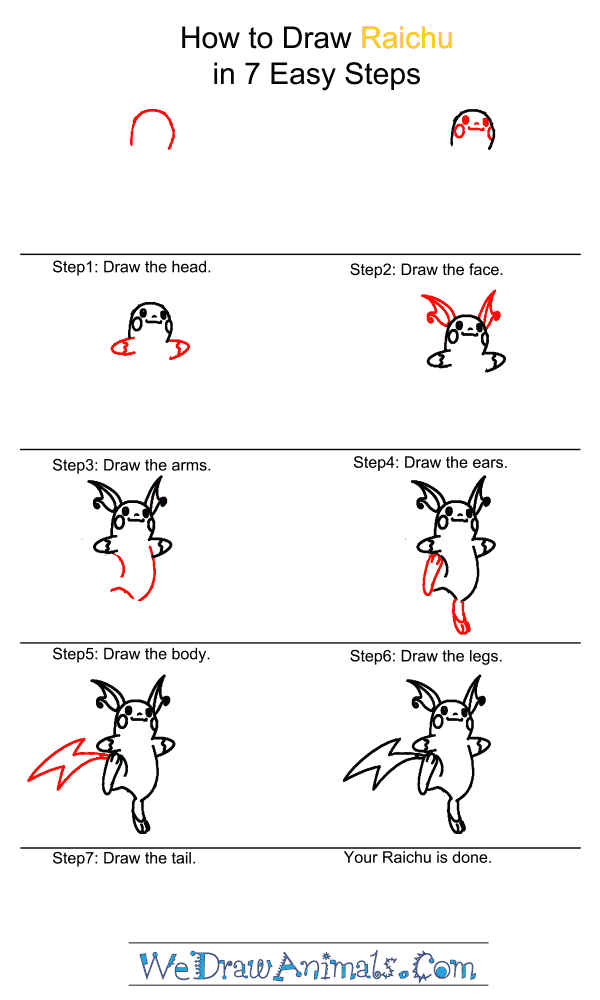 How to Draw Raichu
in 7 Easy Steps
Step1: Draw the head.
Step2: Draw the face.
Step3: Draw the arms.
Step4: Draw the ears.
Step5: Draw the body.
Step6: Draw the legs.
Step7: Draw the tail.
Your Raichu is done.
WeDrawAnimals.Com